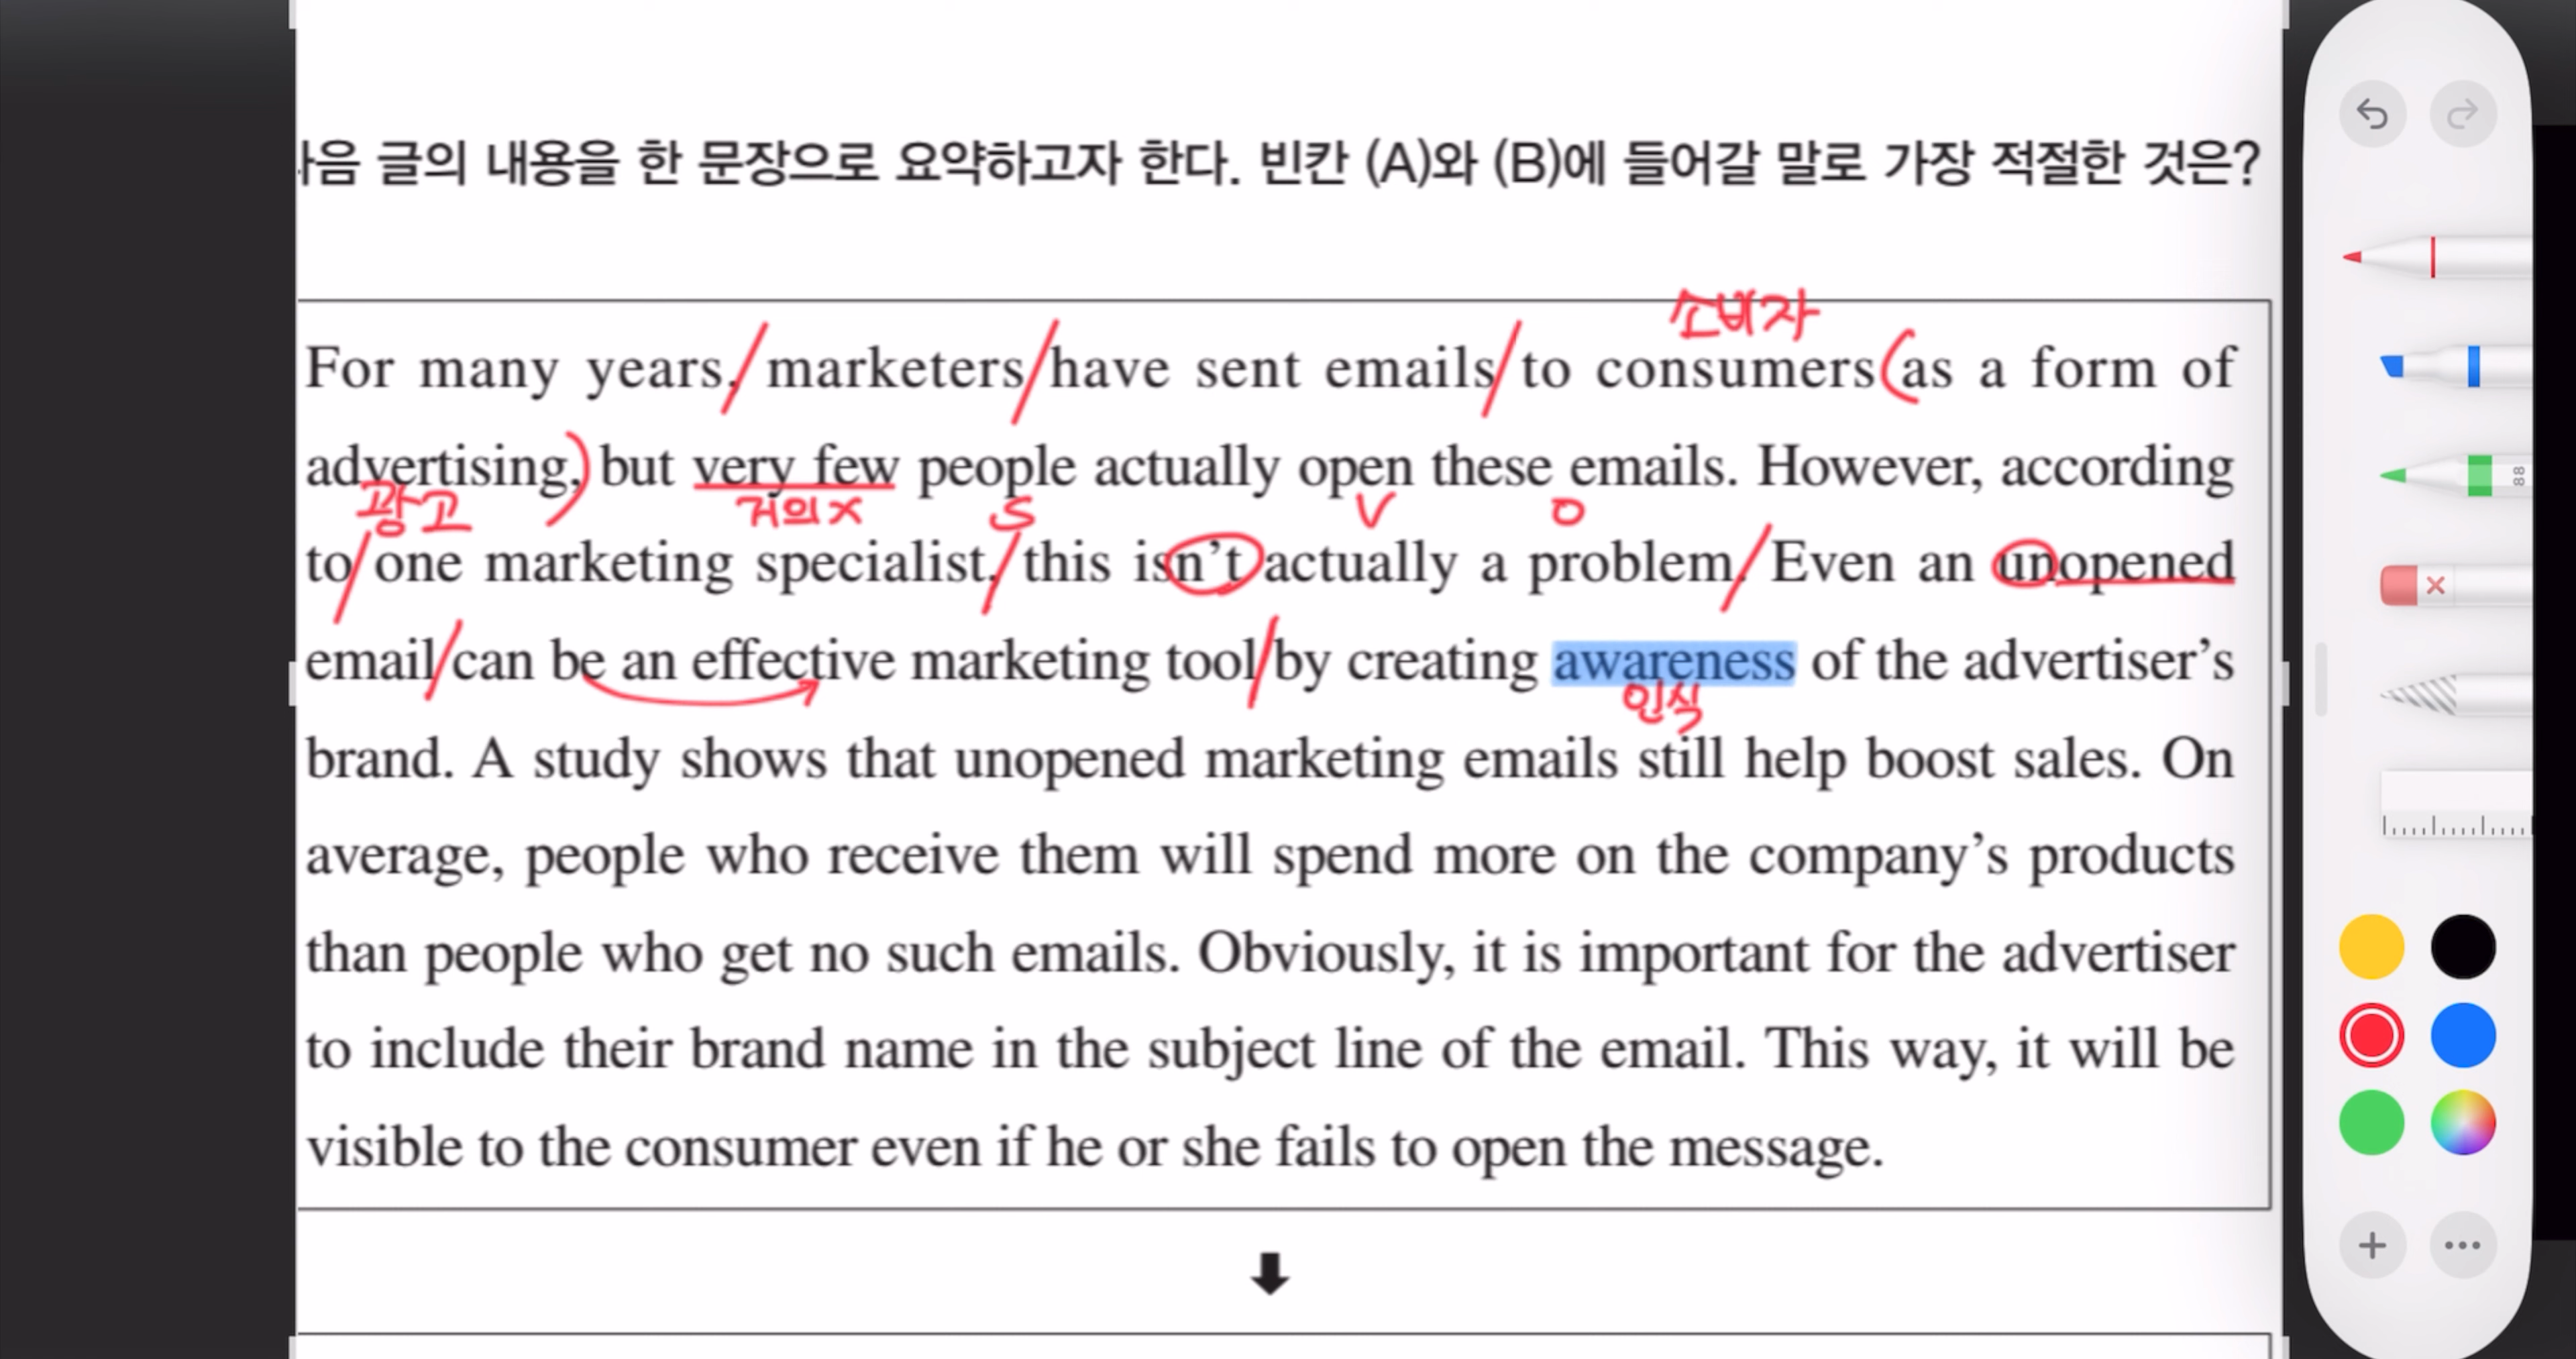 음 글의 내용을 한 문장으로 요약하고자 한다. 빈칸 (A)와 (B)에 들어갈 말로 가장 적절한 것은?
소비자
For many years, marketers have sent emails to consumers (as a form of
advertising,) but very few people actually open these emails. However, according
광고 거의X S V O
to one marketing specialist, this isn't actually a problem. Even an unopened
email can be an effective marketing tool by creating awareness of the advertiser's
인식
brand. A study shows that unopened marketing emails still help boost sales. On
average, people who receive them will spend more on the company's products
than people who get no such emails. Obviously, it is important for the advertiser
to include their brand name in the subject line of the email. This way, it will be
visible to the consumer even if he or she fails to open the message.
88